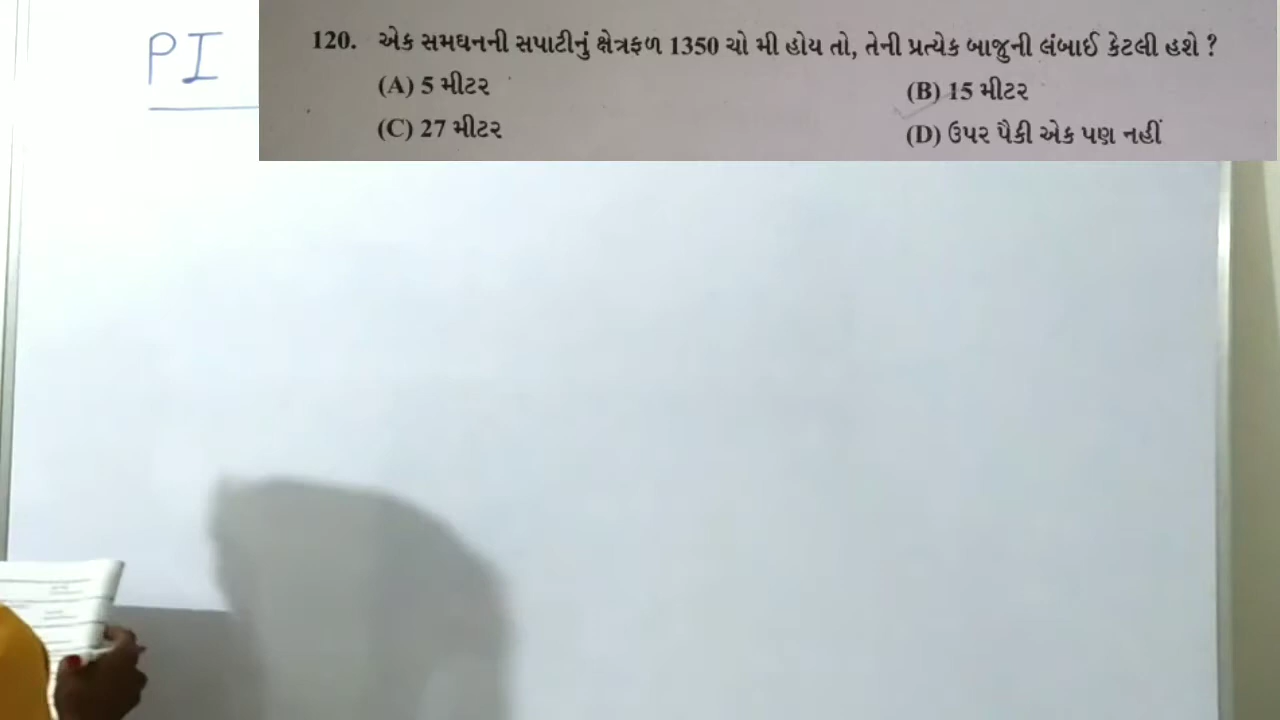 PI
120. એક સમઘનની સપાટીનું ક્ષેત્રફળ 1350 ચો મી હોય તો, તેની પ્રત્યેક બાજુની લંબાઈ કેટલી હશે ?
(A) 5 મીટર (B) 15 મીટર
(C) 27 મીટર (D) ઉપર પૈકી એક પણ નહીં